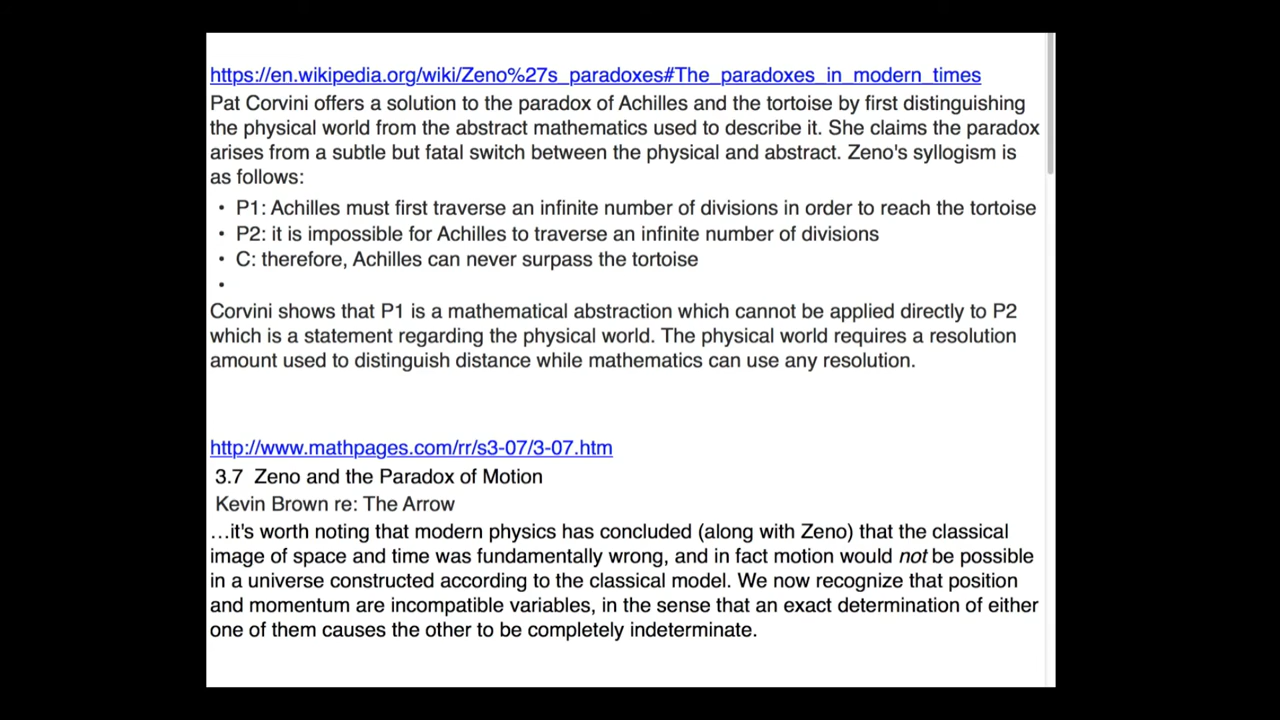 https://en.wikipedia.org/wiki/Zeno%27s_paradoxes#The_paradoxes_in_modern_times
Pat Corvini offers a solution to the paradox of Achilles and the tortoise by first distinguishing
the physical world from the abstract mathematics used to describe it. She claims the paradox
arises from a subtle but fatal switch between the physical and abstract. Zeno's syllogism is
as follows:
• P1: Achilles must first traverse an infinite number of divisions in order to reach the tortoise
• P2: it is impossible for Achilles to traverse an infinite number of divisions
• C: therefore, Achilles can never surpass the tortoise
•
Corvini shows that P1 is a mathematical abstraction which cannot be applied directly to P2
which is a statement regarding the physical world. The physical world requires a resolution
amount used to distinguish distance while mathematics can use any resolution.
http://www.mathpages.com/rr/s3-07/3-07.htm
3.7 Zeno and the Paradox of Motion
Kevin Brown re: The Arrow
…it's worth noting that modern physics has concluded (along with Zeno) that the classical
image of space and time was fundamentally wrong, and in fact motion would not be possible
in a universe constructed according to the classical model. We now recognize that position
and momentum are incompatible variables, in the sense that an exact determination of either
one of them causes the other to be completely indeterminate.